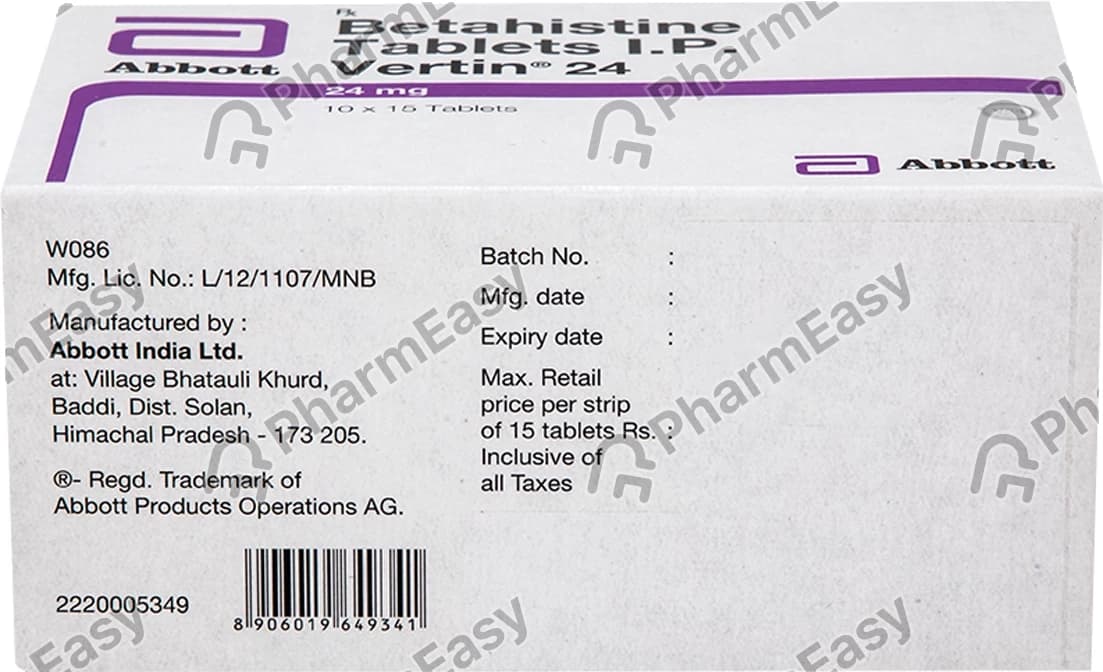 Rx
Betahistine
Tablets I.P.
Vertin® 24
24 mg
10 x 15 Tablets
Abbott
Abbott
W086
Mfg. Lic. No.: L/12/1107/MNB
Manufactured by :
Abbott India Ltd.
at: Village Bhatauli Khurd,
Baddi, Dist. Solan,
Himachal Pradesh - 173 205.
®- Regd. Trademark of
Abbott Products Operations AG.
2220005349
8 906019 649341
Batch No. :
Mfg. date :
Expiry date :
Max. Retail
price per strip
of 15 tablets Rs. :
Inclusive of
all Taxes
PharmEasy
PharmEasy
PharmEasy
PharmEasy